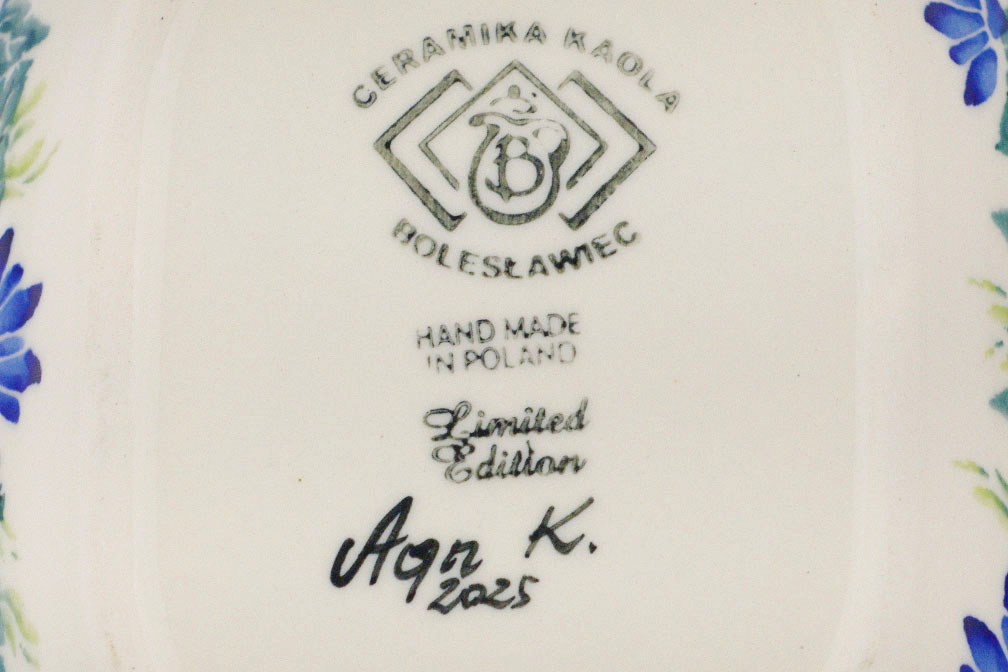 CERAMIKA KAOLA
B
BOLESŁAWIEC
HAND MADE
IN POLAND
Limited
Edition
Agn K.
2025